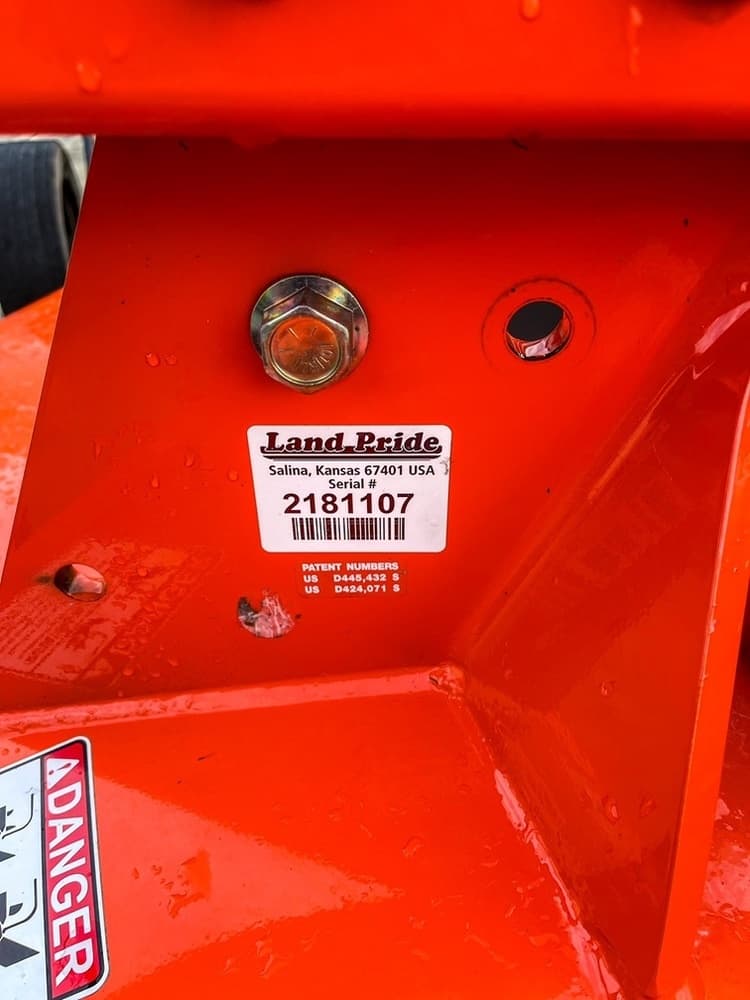 Land Pride
Salina, Kansas 67401 USA
Serial #
2181107
PATENT NUMBERS
US D445,432 S
US D424,071 S
DANGER